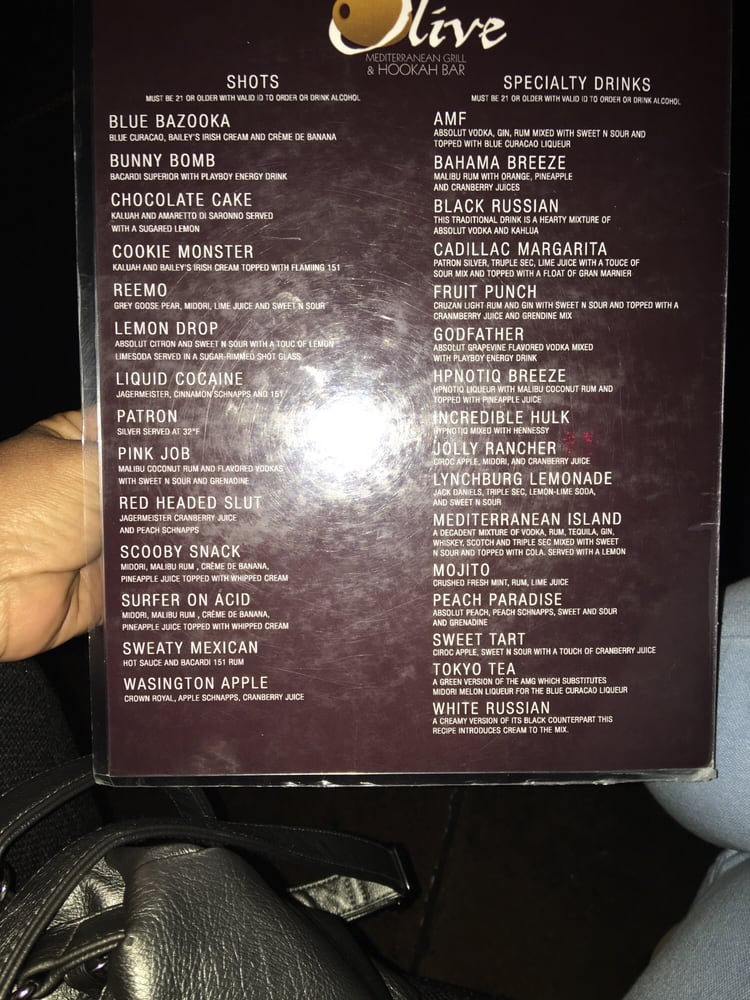 Olive
MEDITERRANEAN GRILL
& HOOKAH BAR
SHOTS
MUST BE 21 OR OLDER WITH VALID ID TO ORDER OR DRINK ALCOHOL
BLUE BAZOOKA
BLUE CURACAO, BAILEY'S IRISH CREAM AND CRÈME DE BANANA
BUNNY BOMB
BACARDI SUPERIOR WITH PLAYBOY ENERGY DRINK
CHOCOLATE CAKE
KALUAH AND AMARETTO DI SARONNO SERVED
WITH A SUGARED LEMON
COOKIE MONSTER
KALUAH AND BAILEY'S IRISH CREAM TOPPED WITH FLAMIING 151
REEMO
GREY GOOSE PEAR, MIDORI, LIME JUICE AND SWEET N SOUR
LEMON DROP
ABSOLUT CITRON AND SWEET N SOUR WITH A TOUC OF LEMON
LIMESODA SERVED IN A SUGAR-RIMMED SHOT GLASS
LIQUID COCAINE
JAGERMEISTER, CINNAMON SCHNAPPS AND 151
PATRON
SILVER SERVED AT 32°F
PINK JOB
MALIBU COCONUT RUM AND FLAVORED VODKAS
WITH SWEET N SOUR AND GRENADINE
RED HEADED SLUT
JAGERMEISTER CRANBERRY JUICE
AND PEACH SCHNAPPS
SCOOBY SNACK
MIDORI, MALIBU RUM , CRÈME DE BANANA,
PINEAPPLE JUICE TOPPED WITH WHIPPED CREAM
SURFER ON ACID
MIDORI, MALIBU RUM , CRÈME DE BANANA,
PINEAPPLE JUICE TOPPED WITH WHIPPED CREAM
SWEATY MEXICAN
HOT SAUCE AND BACARDI 151 RUM
WASINGTON APPLE
CROWN ROYAL, APPLE SCHNAPPS, CRANBERRY JUICE
SPECIALTY DRINKS
MUST BE 21 OR OLDER WITH VALID ID TO ORDER OR DRINK ALCOHOL
AMF
ABSOLUT VODKA, GIN, RUM MIXED WITH SWEET N SOUR AND
TOPPED WITH BLUE CURACAO LIQUEUR
BAHAMA BREEZE
MALIBU RUM WITH ORANGE, PINEAPPLE
AND CRANBERRY JUICES
BLACK RUSSIAN
THIS TRADITIONAL DRINK IS A HEARTY MIXTURE OF
ABSOLUT VODKA AND KAHLUA
CADILLAC MARGARITA
PATRON SILVER, TRIPLE SEC, LIME JUICE WITH A TOUCE OF
SOUR MIX AND TOPPED WITH A FLOAT OF GRAN MARNIER
FRUIT PUNCH
CRUZAN LIGHT RUM AND GIN WITH SWEET N SOUR AND TOPPED WITH A
CRANMBERRY JUICE AND GRENDINE MIX
GODFATHER
ABSOLUT GRAPEVINE FLAVORED VODKA MIXED
WITH PLAYBOY ENERGY DRINK
HPNOTIQ BREEZE
HPNOTIQ LIQUEUR WITH MALIBU COCONUT RUM AND
TOPPED WITH PINEAPPLE JUICE
INCREDIBLE HULK
HYPNOTIQ MIXED WITH HENNESSY
JOLLY RANCHER
CIROC APPLE, MIDORI, AND CRANBERRY JUICE
LYNCHBURG LEMONADE
JACK DANIELS, TRIPLE SEC, LEMON-LIME SODA,
AND SWEET N SOUR
MEDITERRANEAN ISLAND
A DECADENT MIXTURE OF VODKA, RUM, TEQUILA, GIN,
WHISKEY, SCOTCH AND TRIPLE SEC MIXED WITH SWEET
N SOUR AND TOPPED WITH COLA. SERVED WITH A LEMON
MOJITO
CRUSHED FRESH MINT, RUM, LIME JUICE
PEACH PARADISE
ABSOLUT PEACH, PEACH SCHNAPPS, SWEET AND SOUR
AND GRENADINE
SWEET TART
CIROC APPLE, SWEET N SOUR WITH A TOUCH OF CRANBERRY JUICE
TOKYO TEA
A GREEN VERSION OF THE AMG WHICH SUBSTITUTES
MIDORI MELON LIQUEUR FOR THE BLUE CURACAO LIQUEUR
WHITE RUSSIAN
A CREAMY VERSION OF ITS BLACK COUNTERPART THIS
RECIPE INTRODUCES CREAM TO THE MIX.